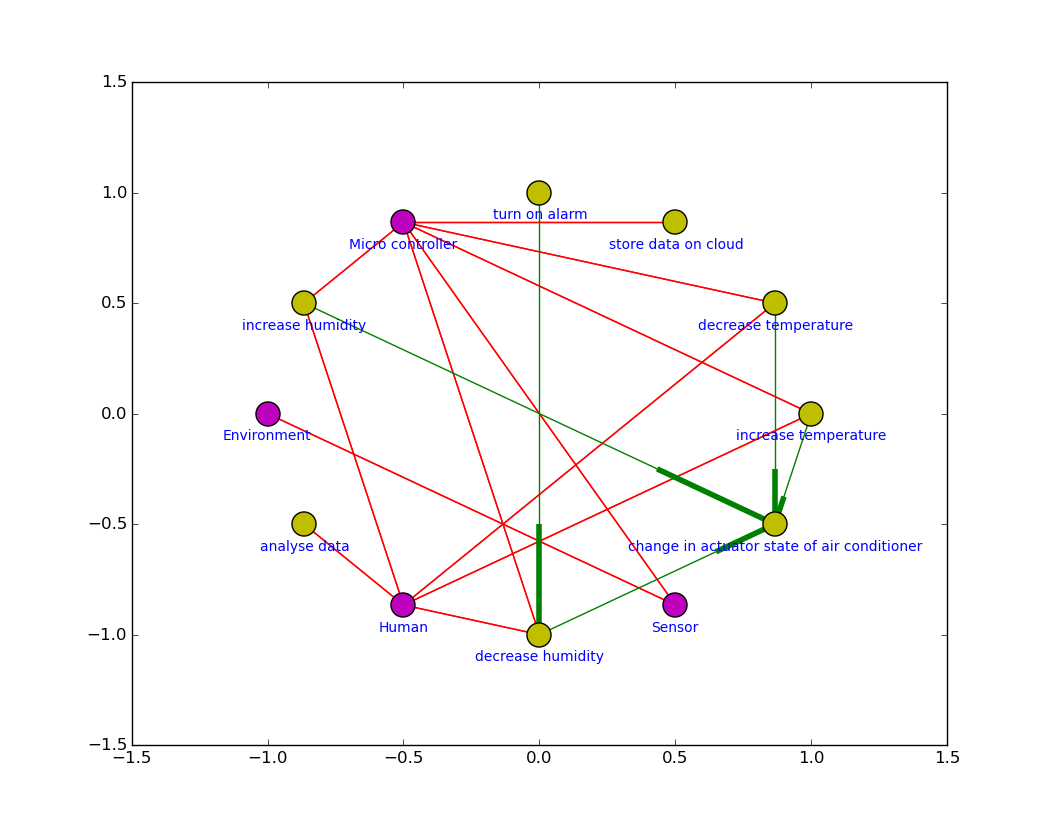 1.5
1.0
turn on alarm
Micro controller
store data on cloud
0.5
increase humidity
decrease temperature
0.0
Environment
increase temperature
−0.5
analyse data
change in actuator state of air conditioner
Human
Sensor
−1.0
decrease humidity
−1.5
−1.5 −1.0 −0.5 0.0 0.5 1.0 1.5